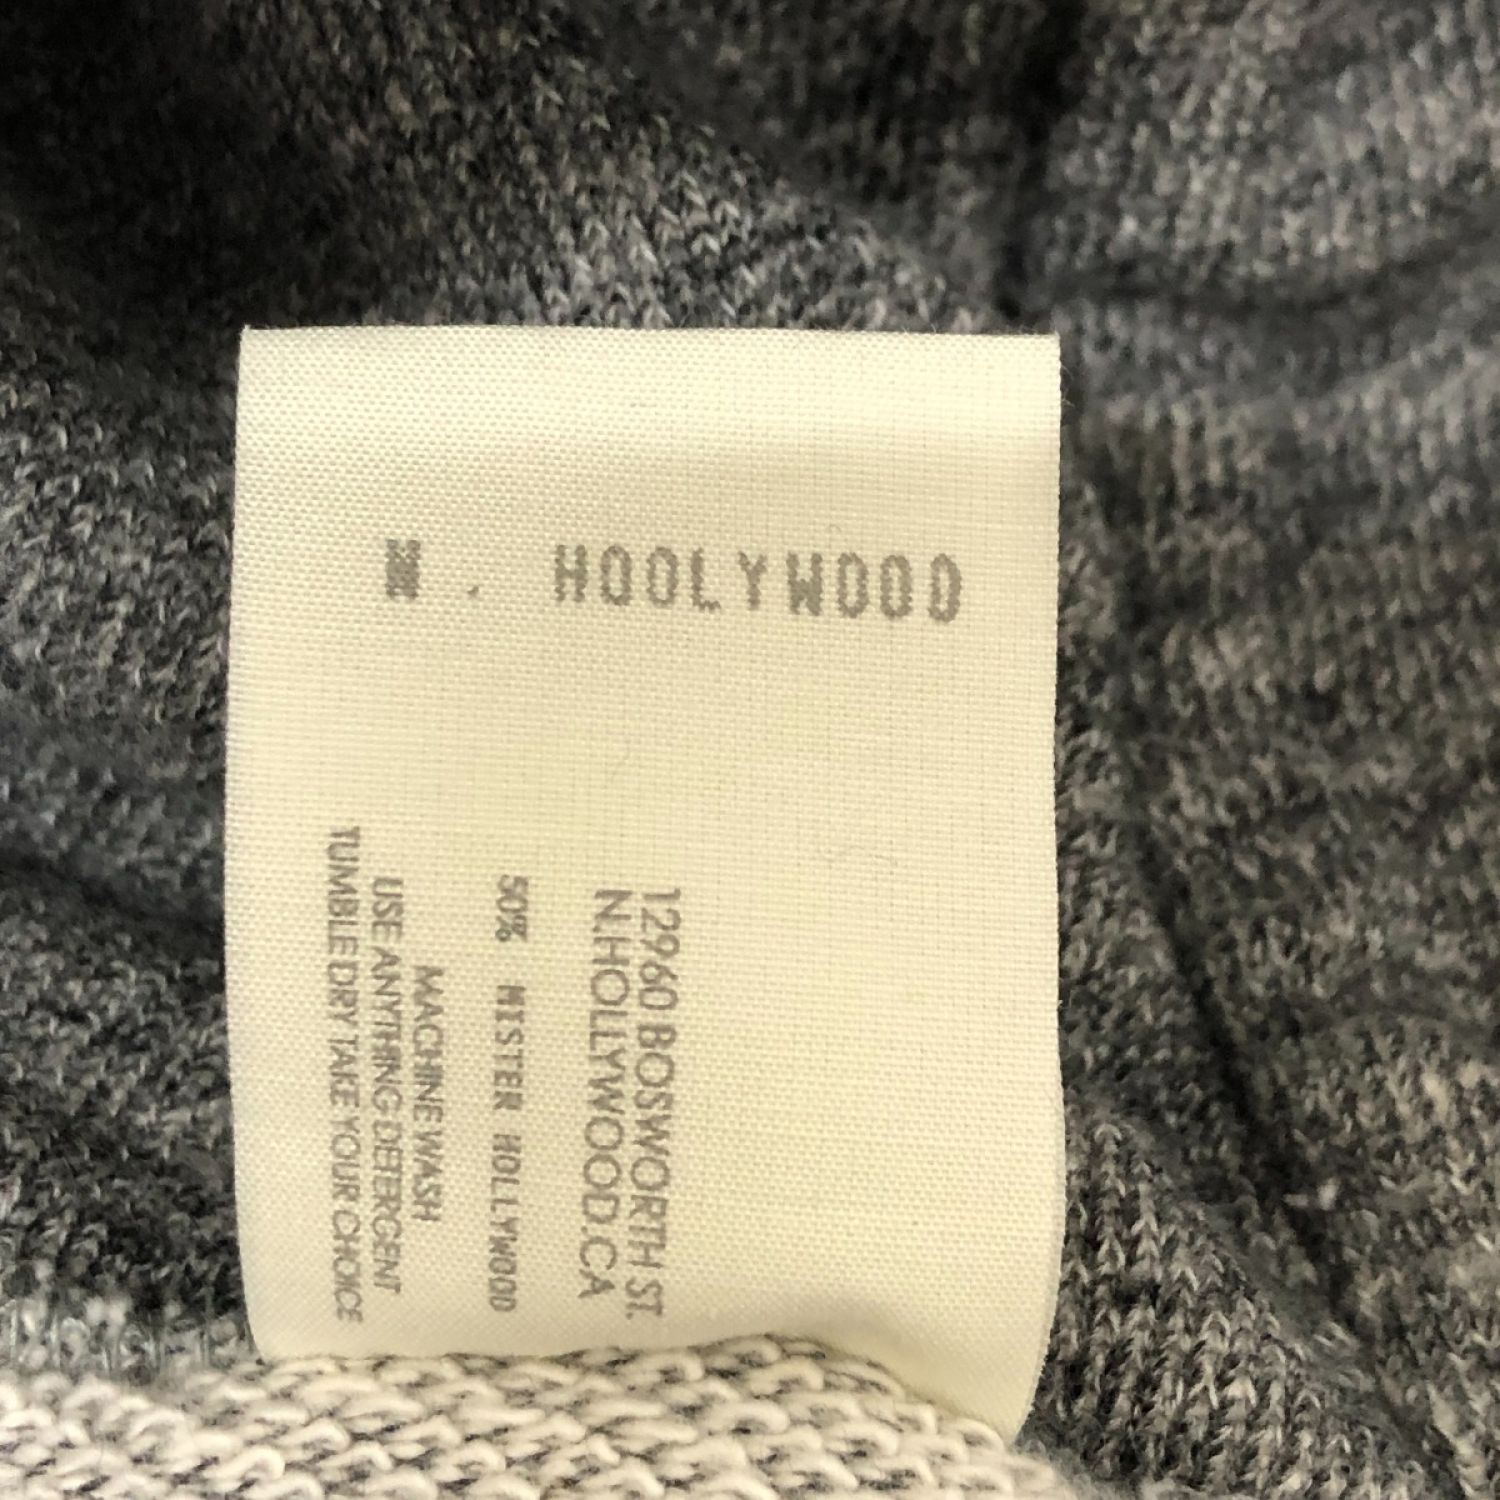 N. HOOLYWOOD
12960 BOSWORTH ST.
N.HOLLYWOOD.CA
50% MISTER HOLLYWOOD
MACHINE WASH
USE ANYTHING DETERGENT
TUMBLE DRY TAKE YOUR CHOICE